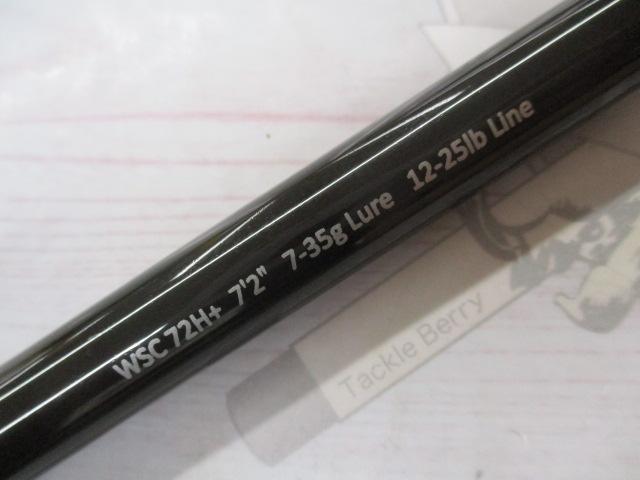 WSC 72H+ 7'2" 7-35g Lure 12-25lb Line
Tackle Berry